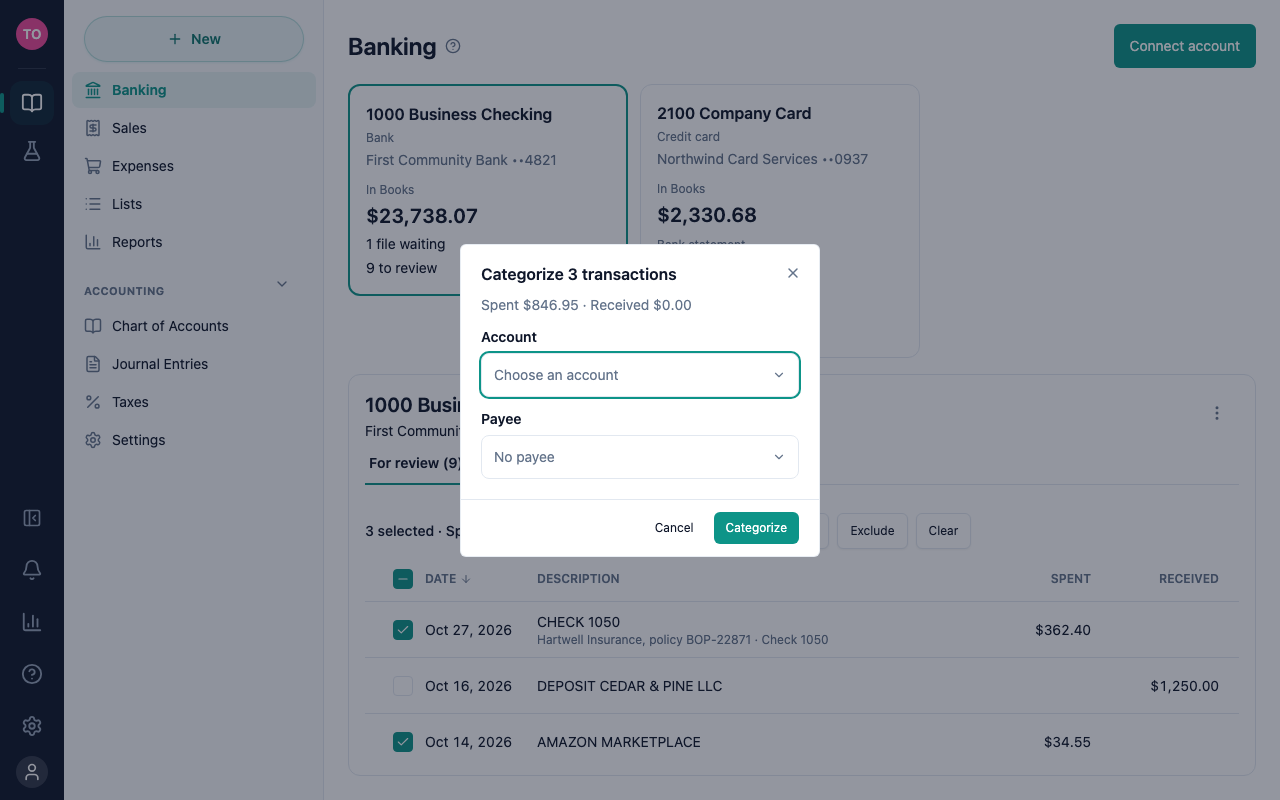 TO
New
Banking
Sales
Expenses
Lists
Reports
ACCOUNTING
Chart of Accounts
Journal Entries
Taxes
Settings
Banking
Connect account
1000 Business Checking
Bank
First Community Bank ••4821
In Books
$23,738.07
1 file waiting
9 to review
2100 Company Card
Credit card
Northwind Card Services ••0937
In Books
$2,330.68
Bank statement
Categorize 3 transactions
Spent $846.95 · Received $0.00
Account
Choose an account
Payee
No payee
Cancel
Categorize
1000 Busi
First Communi
For review (9)
3 selected · Sp
Exclude
Clear
DATE
DESCRIPTION
SPENT
RECEIVED
Oct 27, 2026
CHECK 1050
Hartwell Insurance, policy BOP-22871 · Check 1050
$362.40
Oct 16, 2026
DEPOSIT CEDAR & PINE LLC
$1,250.00
Oct 14, 2026
AMAZON MARKETPLACE
$34.55